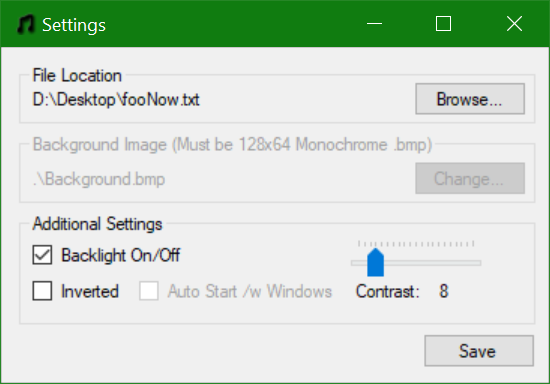 Settings
File Location
D:\Desktop\fooNow.txt
Browse...
Background Image (Must be 128x64 Monochrome .bmp)
.\Background.bmp
Change...
Additional Settings
Backlight On/Off
Inverted
Auto Start /w Windows
Contrast: 8
Save